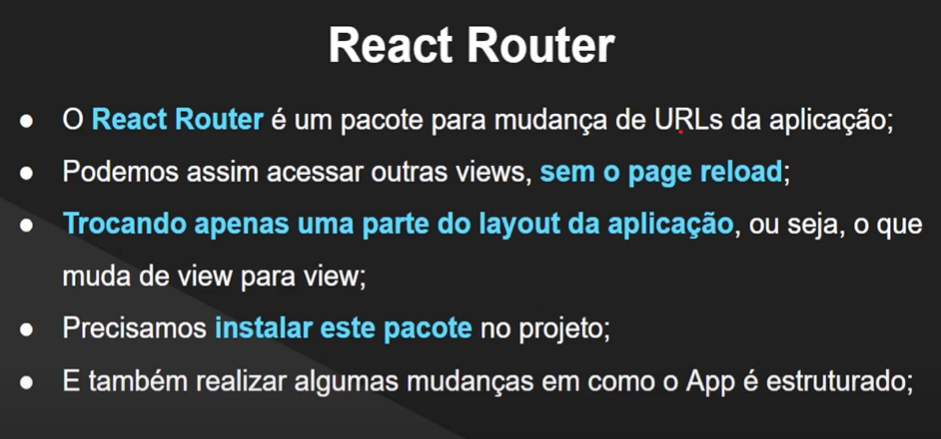 React Router
● O React Router é um pacote para mudança de URLs da aplicação;
● Podemos assim acessar outras views, sem o page reload;
● Trocando apenas uma parte do layout da aplicação, ou seja, o que
muda de view para view;
● Precisamos instalar este pacote no projeto;
● E também realizar algumas mudanças em como o App é estruturado;